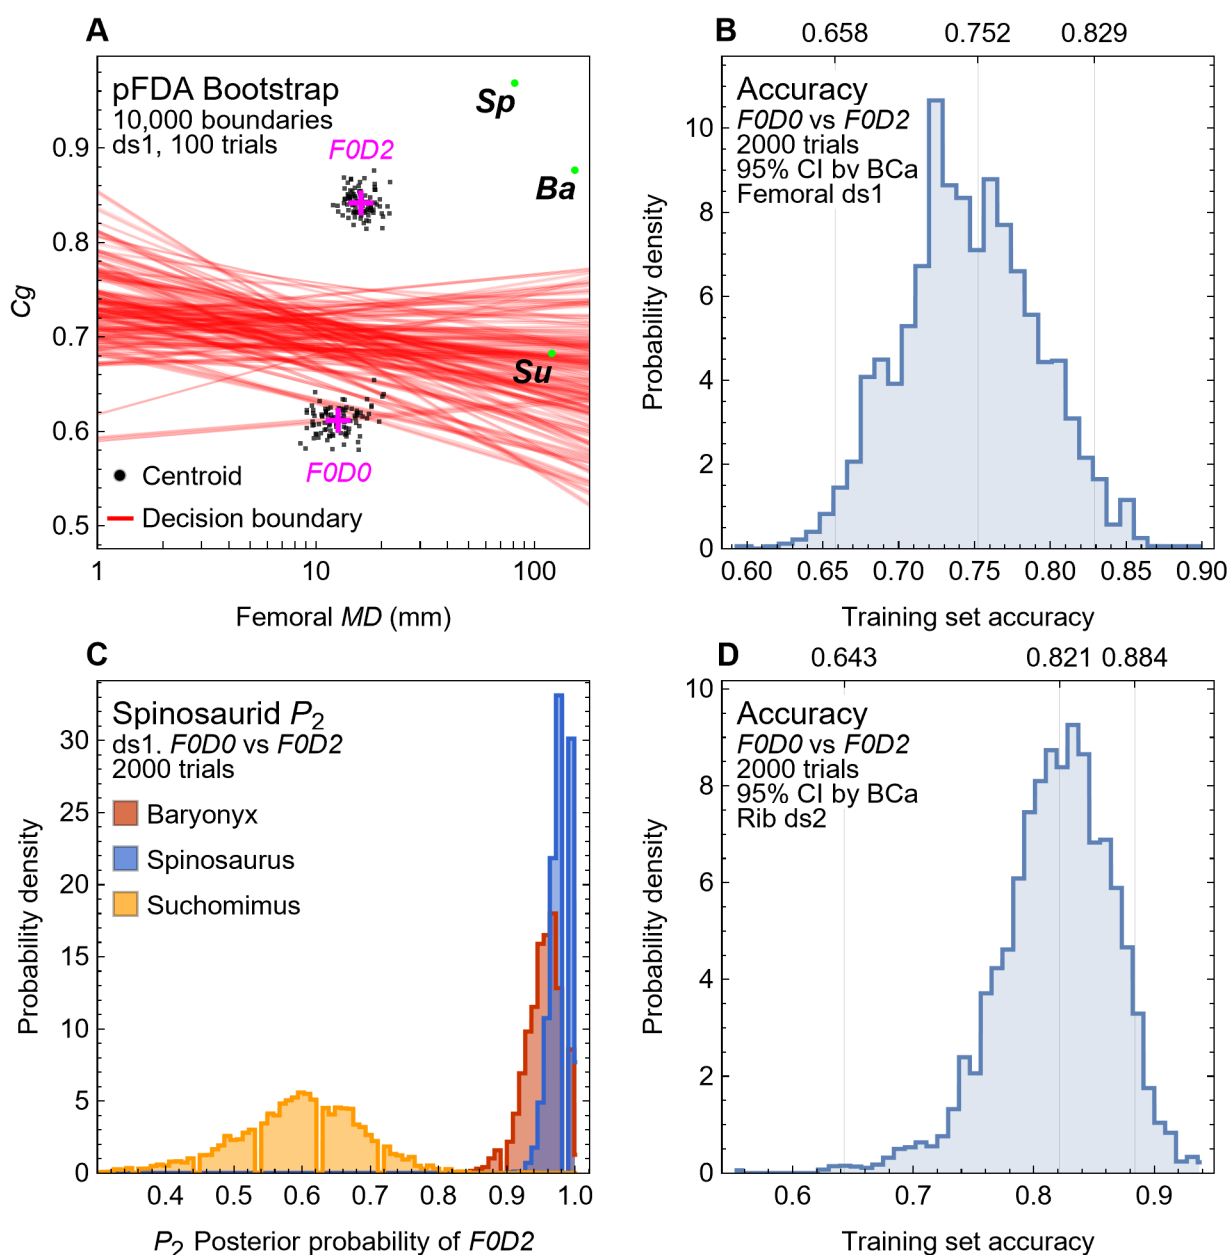 A
pFDA Bootstrap
10,000 boundaries
ds1, 100 trials
F0D2
Sp
Ba
Su
F0D0
Centroid
Decision boundary
Cg
0.9
0.8
0.7
0.6
0.5
1 10 100
Femoral MD (mm)
B
0.658 0.752 0.829
Accuracy
F0D0 vs F0D2
2000 trials
95% CI bv BCa
Femoral ds1
Probability density
10
8
6
4
2
0
0.60 0.65 0.70 0.75 0.80 0.85 0.90
Training set accuracy
C
Spinosaurid P2
ds1. F0D0 vs F0D2
2000 trials
Baryonyx
Spinosaurus
Suchomimus
Probability density
30
25
20
15
10
5
0
0.4 0.5 0.6 0.7 0.8 0.9 1.0
P2 Posterior probability of F0D2
D
0.643 0.821 0.884
Accuracy
F0D0 vs F0D2
2000 trials
95% CI by BCa
Rib ds2
Probability density
10
8
6
4
2
0
0.6 0.7 0.8 0.9
Training set accuracy